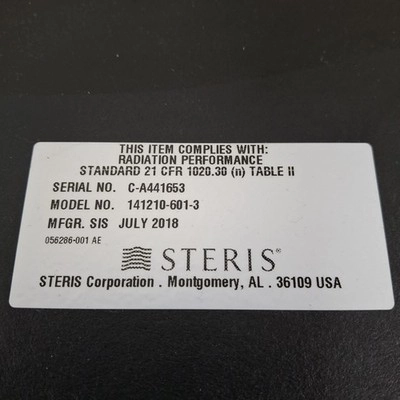 THIS ITEM COMPLIES WITH:
RADIATION PERFORMANCE
STANDARD 21 CFR 1020.30 (n) TABLE II
SERIAL NO. C-A441653
MODEL NO. 141210-601-3
MFGR. SIS JULY 2018
056286-001 AE
STERIS®
STERIS Corporation . Montgomery, AL . 36109 USA